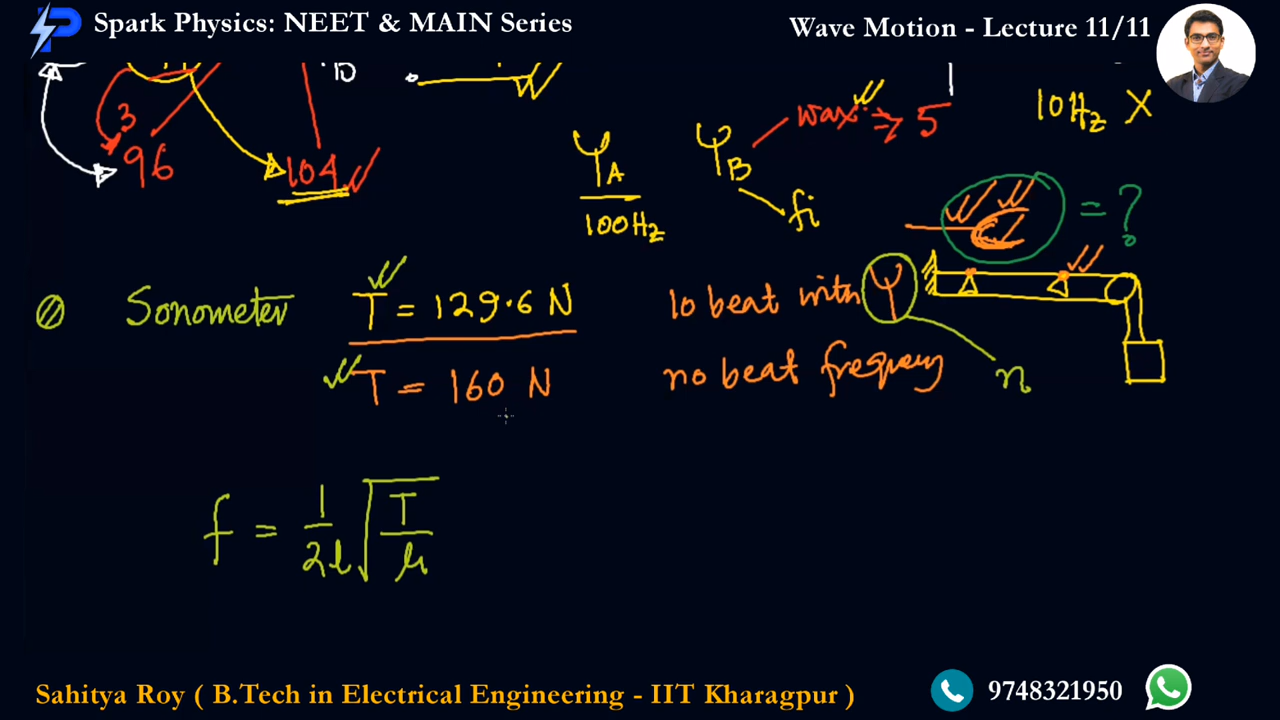 Spark Physics: NEET & MAIN Series
Wave Motion - Lecture 11/11
10
3
96
104
A
100Hz
B
wax ⇒ 5
fi
10Hz X
= ?
Sonometer T = 129.6 N 10 beat with
T = 160 N no beat frequency n
f = 1/2l √T/μ
Sahitya Roy ( B.Tech in Electrical Engineering - IIT Kharagpur )
9748321950